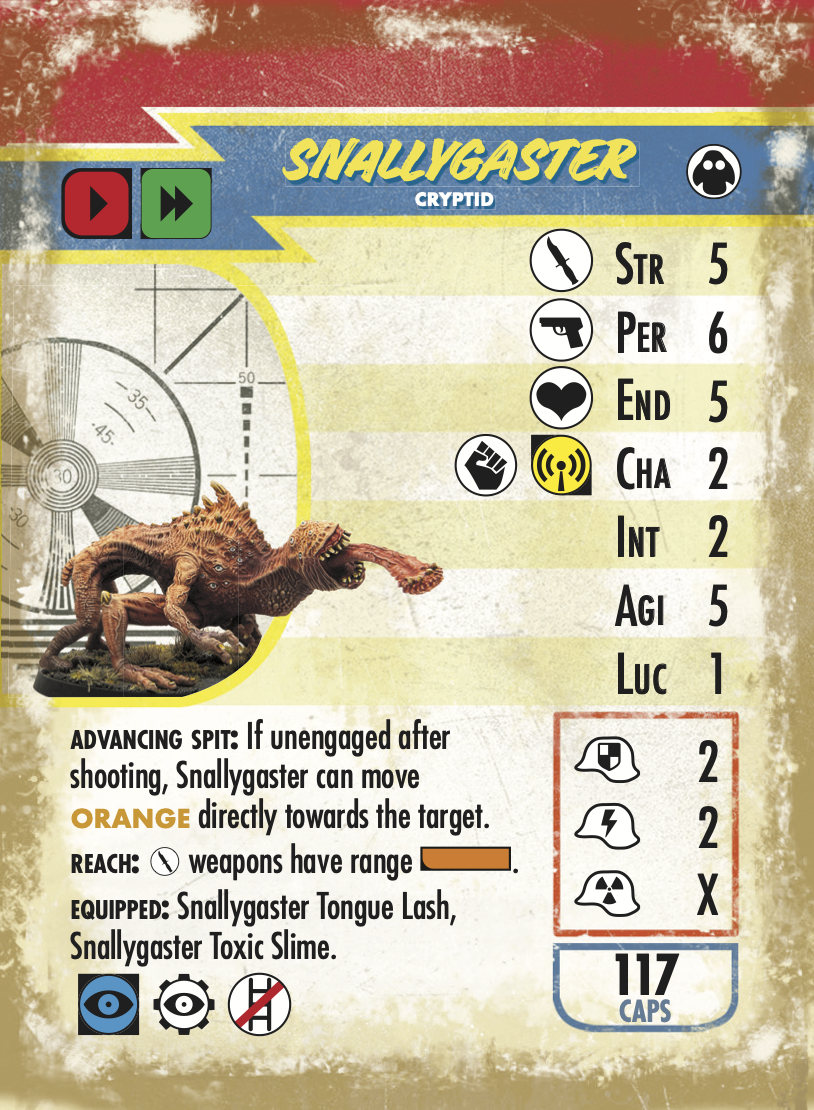 SNALLYGASTER
CRYPTID
STR 5
PER 6
END 5
CHA 2
INT 2
AGI 5
LUC 1
50
35
45
30
30
ADVANCING SPIT: If unengaged after
shooting, Snallygaster can move
ORANGE directly towards the target.
REACH: weapons have range .
EQUIPPED: Snallygaster Tongue Lash,
Snallygaster Toxic Slime.
2
2
X
117
CAPS